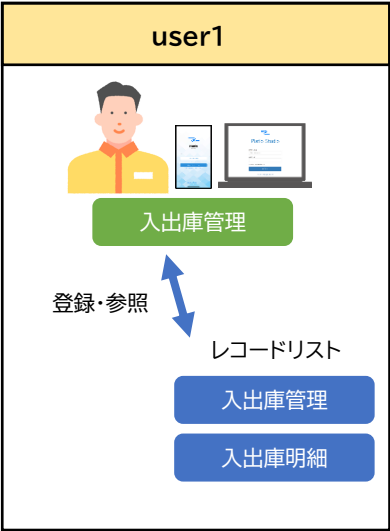 user1
入出庫管理
登録・参照
レコードリスト
入出庫管理
入出庫明細